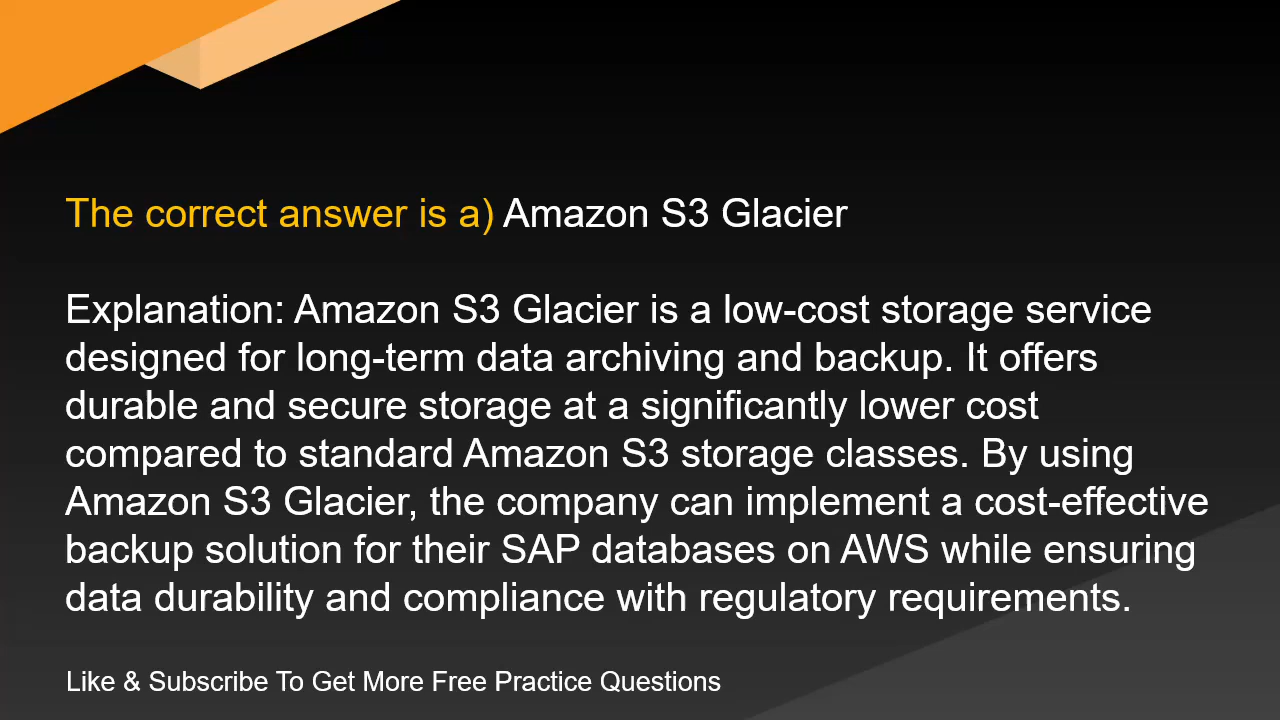 The correct answer is a) Amazon S3 Glacier
Explanation: Amazon S3 Glacier is a low-cost storage service
designed for long-term data archiving and backup. It offers
durable and secure storage at a significantly lower cost
compared to standard Amazon S3 storage classes. By using
Amazon S3 Glacier, the company can implement a cost-effective
backup solution for their SAP databases on AWS while ensuring
data durability and compliance with regulatory requirements.
Like & Subscribe To Get More Free Practice Questions